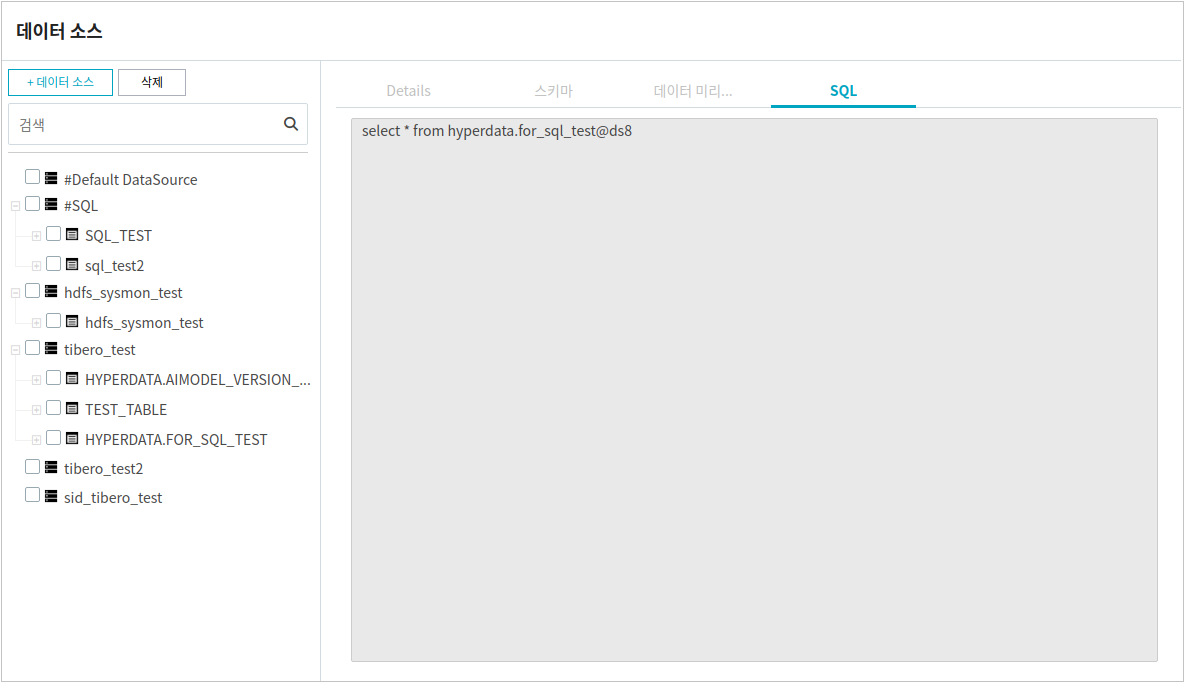 데이터 소스
+ 데이터 소스
삭제
검색
#Default DataSource
#SQL
SQL_TEST
sql_test2
hdfs_sysmon_test
hdfs_sysmon_test
tibero_test
HYPERDATA.AIMODEL_VERSION_...
TEST_TABLE
HYPERDATA.FOR_SQL_TEST
tibero_test2
sid_tibero_test
Details 스키마 데이터 미리... SQL
select * from hyperdata.for_sql_test@ds8